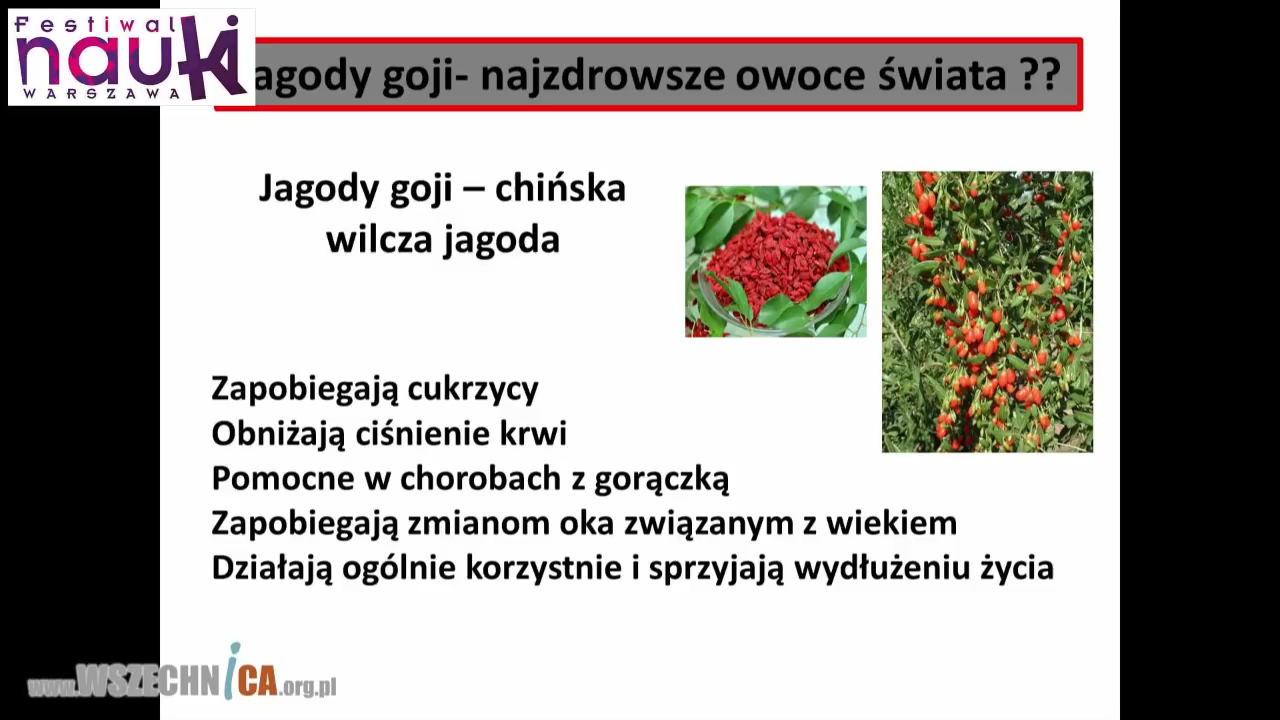 Festiwal
nauki
WARSZAWA
agody goji- najzdrowsze owoce świata ??
Jagody goji – chińska
wilcza jagoda
Zapobiegają cukrzycy
Obniżają ciśnienie krwi
Pomocne w chorobach z gorączką
Zapobiegają zmianom oka związanym z wiekiem
Działają ogólnie korzystnie i sprzyjają wydłużeniu życia
www.WSZECHNiCA.org.pl